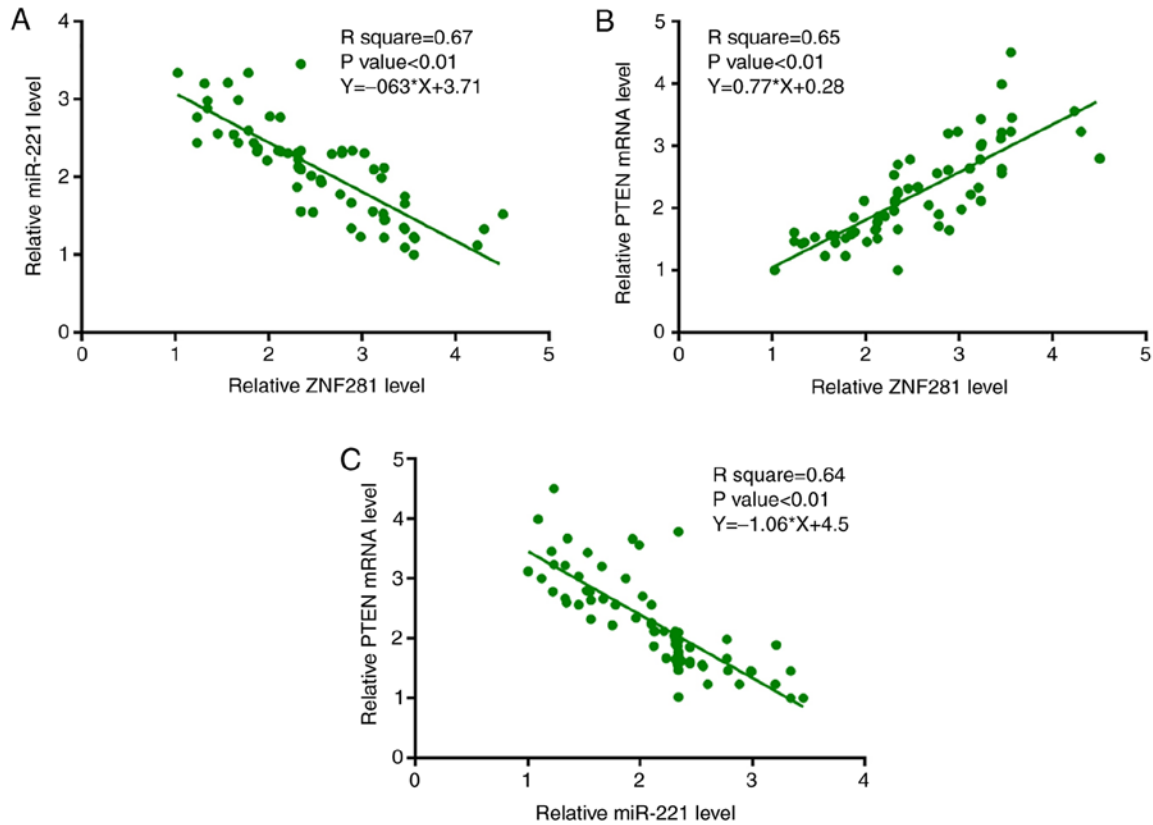 A
4
3
2
1
0
Relative miR-221 level
R square=0.67
P value<0.01
Y=−063*X+3.71
0 1 2 3 4 5
Relative ZNF281 level
B
5
4
3
2
1
0
Relative PTEN mRNA level
R square=0.65
P value<0.01
Y=0.77*X+0.28
0 1 2 3 4 5
Relative ZNF281 level
C
5
4
3
2
1
0
Relative PTEN mRNA level
R square=0.64
P value<0.01
Y=−1.06*X+4.5
0 1 2 3 4
Relative miR-221 level